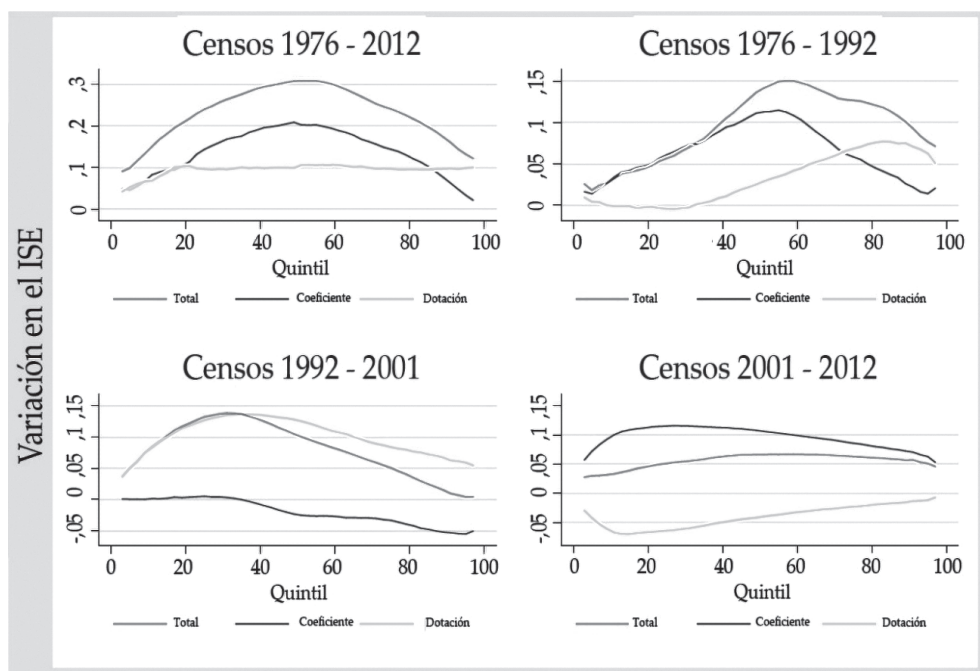 Variación en el ISE
Censos 1976 - 2012
,3
,2
,1
0
0 20 40 60 80 100
Quintil
Total Coeficiente Dotación
Censos 1976 - 1992
,15
,1
,05
0
0 20 40 60 80 100
Quintil
Total Coeficiente Dotación
Censos 1992 - 2001
,15
,1
,05
0
-,05
0 20 40 60 80 100
Quintil
Total Coeficiente Dotación
Censos 2001 - 2012
,15
,1
,05
0
-,05
0 20 40 60 80 100
Quintil
Total Coeficiente Dotación